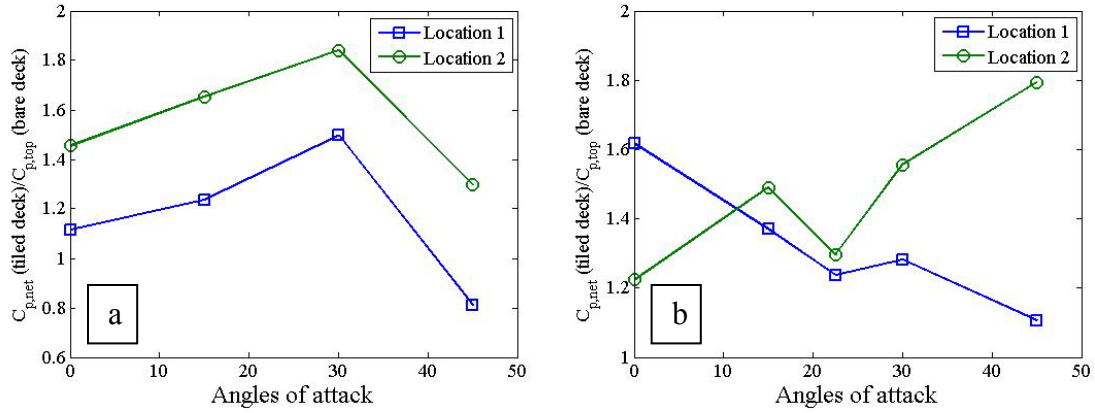 2
1.8
1.6
1.4
1.2
1
0.8
0.6
0 10 20 30 40 50
C_p,net (tiled deck)/C_p,top (bare deck)
Angles of attack
Location 1
Location 2
a
2
1.8
1.6
1.4
1.2
1
0 10 20 30 40 50
C_p,net (tiled deck)/C_p,top (bare deck)
Angles of attack
Location 1
Location 2
b